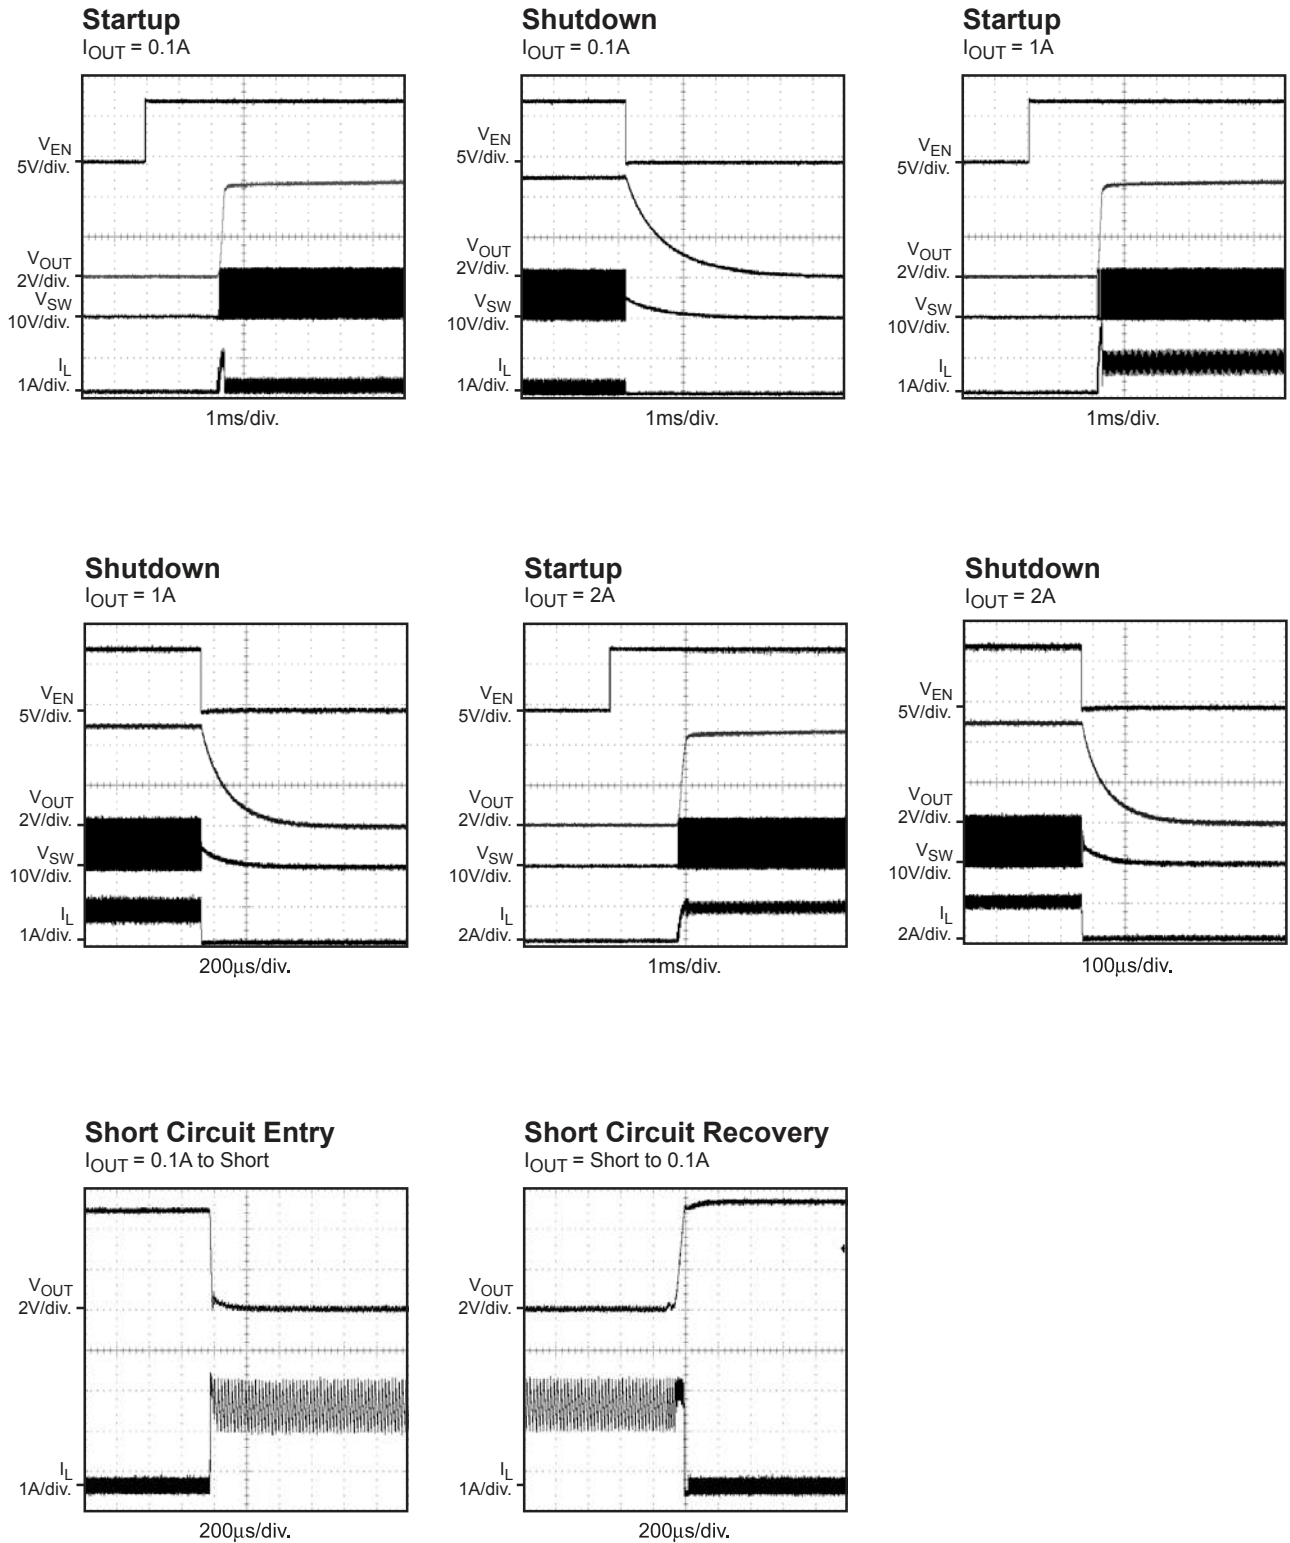 Startup
IOUT = 0.1A
VEN
5V/div.
VOUT
2V/div.
VSW
10V/div.
IL
1A/div.
1ms/div.
Shutdown
IOUT = 0.1A
VEN
5V/div.
VOUT
2V/div.
VSW
10V/div.
IL
1A/div.
1ms/div.
Startup
IOUT = 1A
VEN
5V/div.
VOUT
2V/div.
VSW
10V/div.
IL
1A/div.
1ms/div.
Shutdown
IOUT = 1A
VEN
5V/div.
VOUT
2V/div.
VSW
10V/div.
IL
1A/div.
200µs/div.
Startup
IOUT = 2A
VEN
5V/div.
VOUT
2V/div.
VSW
10V/div.
IL
2A/div.
1ms/div.
Shutdown
IOUT = 2A
VEN
5V/div.
VOUT
2V/div.
VSW
10V/div.
IL
2A/div.
100µs/div.
Short Circuit Entry
IOUT = 0.1A to Short
VOUT
2V/div.
IL
1A/div.
200µs/div.
Short Circuit Recovery
IOUT = Short to 0.1A
VOUT
2V/div.
IL
1A/div.
200µs/div.